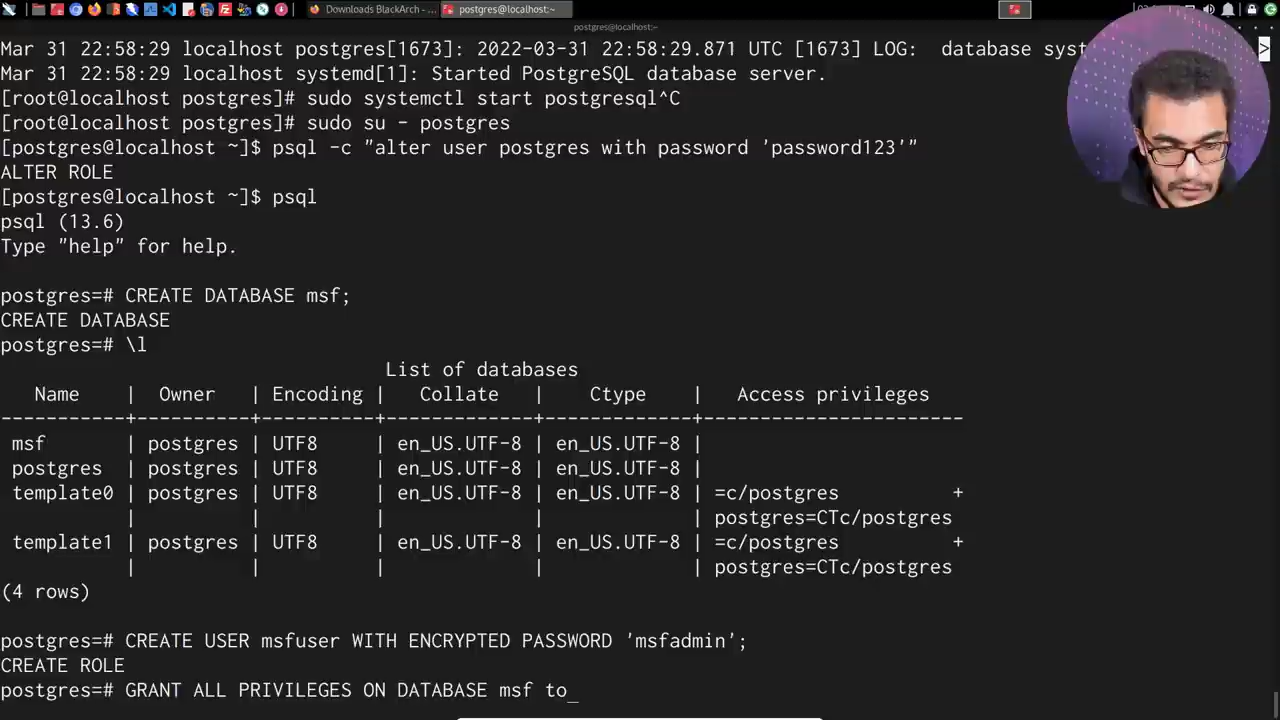 Downloads BlackArch - ...
postgres@localhost:~
postgres@localhost:~
Mar 31 22:58:29 localhost postgres[1673]: 2022-03-31 22:58:29.871 UTC [1673] LOG:  database syst
>
Mar 31 22:58:29 localhost systemd[1]: Started PostgreSQL database server.
[root@localhost postgres]# sudo systemctl start postgresql^C
[root@localhost postgres]# sudo su - postgres
[postgres@localhost ~]$ psql -c "alter user postgres with password 'password123'"
ALTER ROLE
[postgres@localhost ~]$ psql
psql (13.6)
Type "help" for help.
postgres=# CREATE DATABASE msf;
CREATE DATABASE
postgres=# \l
List of databases
Name | Owner | Encoding | Collate | Ctype | Access privileges
-----------+----------+----------+-------------+-------------+-----------------------
msf | postgres | UTF8 | en_US.UTF-8 | en_US.UTF-8 |
postgres | postgres | UTF8 | en_US.UTF-8 | en_US.UTF-8 |
template0 | postgres | UTF8 | en_US.UTF-8 | en_US.UTF-8 | =c/postgres +
| | | | | postgres=CTc/postgres
template1 | postgres | UTF8 | en_US.UTF-8 | en_US.UTF-8 | =c/postgres +
| | | | | postgres=CTc/postgres
(4 rows)
postgres=# CREATE USER msfuser WITH ENCRYPTED PASSWORD 'msfadmin';
CREATE ROLE
postgres=# GRANT ALL PRIVILEGES ON DATABASE msf to_